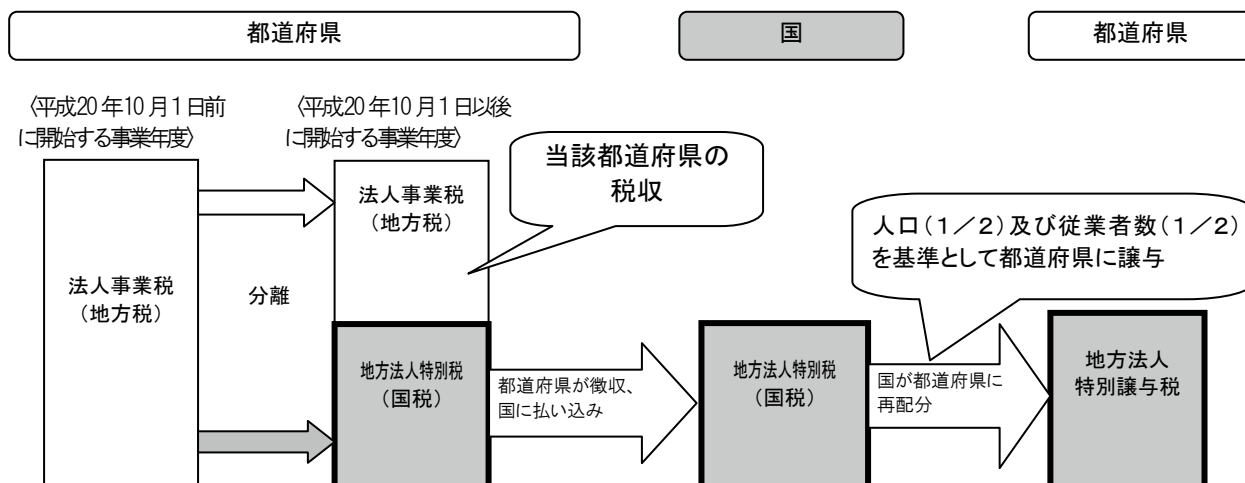 都道府県
国
都道府県
〈平成20年10月1日前
に開始する事業年度〉
〈平成20年10月1日以後
に開始する事業年度〉
当該都道府県の
税収
法人事業税
(地方税)
人口(1/2)及び従業者数(1/2)
を基準として都道府県に譲与
法人事業税
(地方税)
分離
地方法人特別税
(国税)
都道府県が徴収、
国に払い込み
地方法人特別税
(国税)
国が都道府県に
再配分
地方法人
特別譲与税